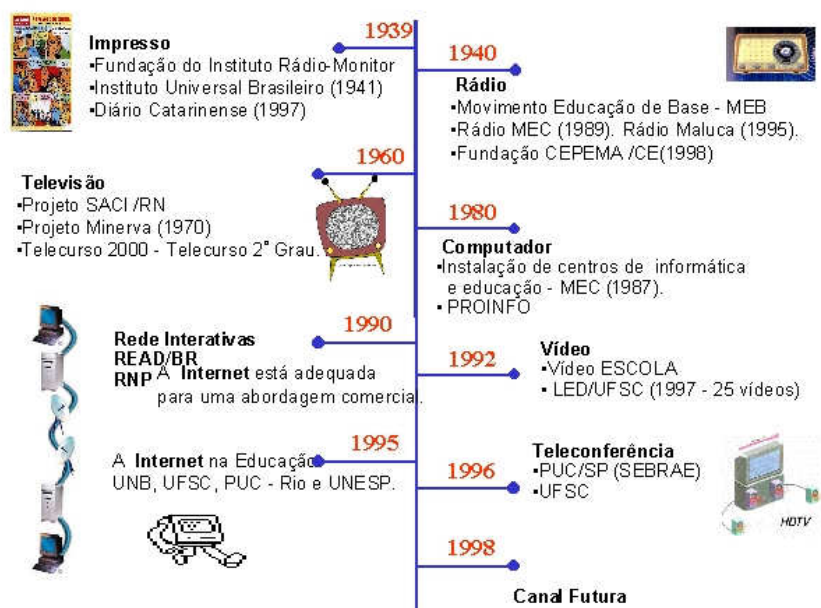 1939
Impresso
•Fundação do Instituto Rádio-Monitor
•Instituto Universal Brasileiro (1941)
•Diário Catarinense (1997)
1940
Rádio
•Movimento Educação de Base - MEB
•Rádio MEC (1989). Rádio Maluca (1995).
•Fundação CEPEMA /CE(1998)
1960
Televisão
•Projeto SACI /RN
•Projeto Minerva (1970)
•Telecurso 2000 - Telecurso 2° Grau.
1980
Computador
•Instalação de centros de informática
e educação - MEC (1987).
• PROINFO
1990
Rede Interativas
READ/BR
RNP A Internet está adequada
para uma abordagem comercial.
1992
Vídeo
•Vídeo ESCOLA
• LED/UFSC (1997 - 25 vídeos)
1995
A Internet na Educação
UNB, UFSC, PUC - Rio e UNESP.
1996
Teleconferência
•PUC/SP (SEBRAE)
•UFSC
HDTV
1998
Canal Futura